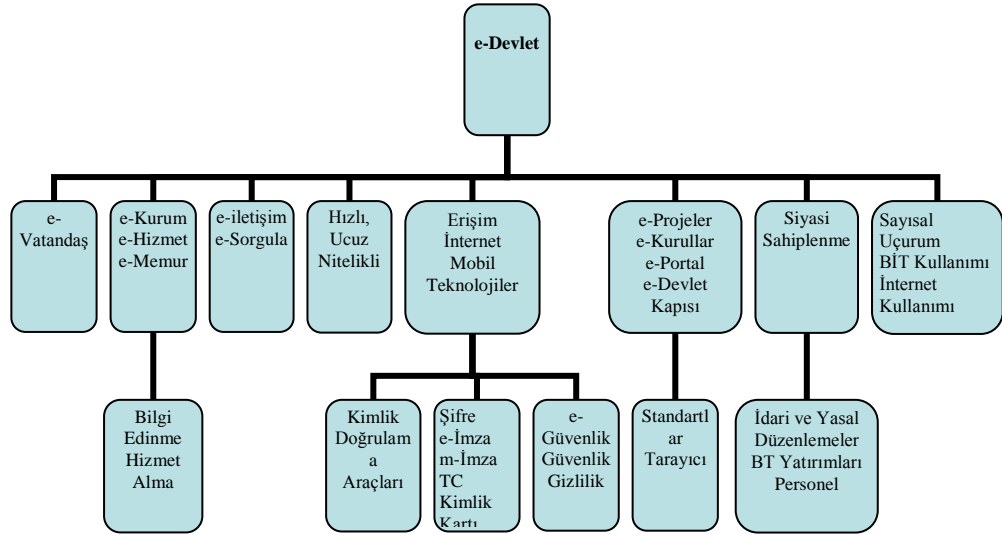 e-Devlet
e-
Vatandaş
e-Kurum
e-Hizmet
e-Memur
e-iletişim
e-Sorgula
Hızlı,
Ucuz
Nitelikli
Erişim
İnternet
Mobil
Teknolojiler
e-Projeler
e-Kurullar
e-Portal
e-Devlet
Kapısı
Siyasi
Sahiplenme
Sayısal
Uçurum
BİT Kullanımı
İnternet
Kullanımı
Bilgi
Edinme
Hizmet
Alma
Kimlik
Doğrulam
a
Araçları
Şifre
e-İmza
m-İmza
TC
Kimlik
Kartı
e-
Güvenlik
Güvenlik
Gizlilik
Standartl
ar
Tarayıcı
İdari ve Yasal
Düzenlemeler
BT Yatırımları
Personel